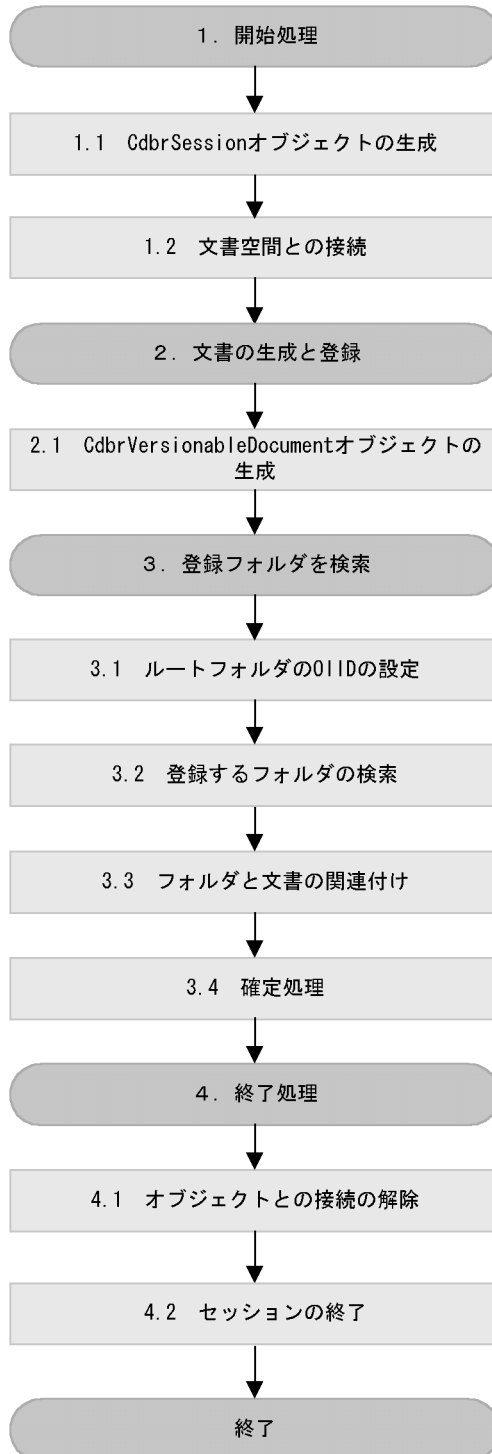 １．開始処理
1.1　CdbrSessionオブジェクトの生成
1.2　文書空間との接続
２．文書の生成と登録
2.1　CdbrVersionableDocumentオブジェクトの
生成
３．登録フォルダを検索
3.1　ルートフォルダのOIIDの設定
3.2　登録するフォルダの検索
3.3　フォルダと文書の関連付け
3.4　確定処理
４．終了処理
4.1　オブジェクトとの接続の解除
4.2　セッションの終了
終了